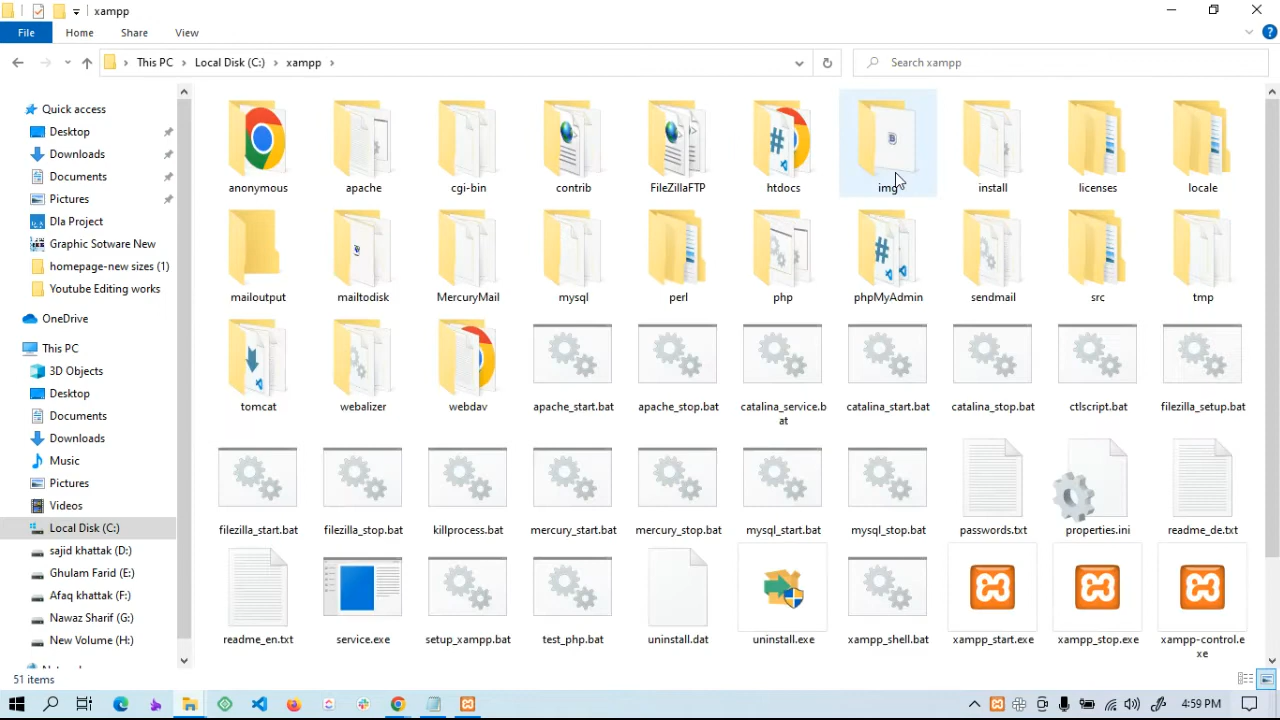 xampp
File Home Share View
This PC Local Disk (C:) xampp
Search xampp
Quick access
Desktop
Downloads
Documents
Pictures
Dla Project
Graphic Sotware New
homepage-new sizes (1)
Youtube Editing works
OneDrive
This PC
3D Objects
Desktop
Documents
Downloads
Music
Pictures
Videos
Local Disk (C:)
sajid khattak (D:)
Ghulam Farid (E:)
Afaq khattak (F:)
Nawaz Sharif (G:)
New Volume (H:)
anonymous apache cgi-bin contrib FileZillaFTP htdocs img install licenses locale
mailoutput mailtodisk MercuryMail mysql perl php phpMyAdmin sendmail src tmp
tomcat webalizer webdav apache_start.bat apache_stop.bat catalina_service.b catalina_start.bat catalina_stop.bat ctlscript.bat filezilla_setup.bat
at
filezilla_start.bat filezilla_stop.bat killprocess.bat mercury_start.bat mercury_stop.bat mysql_start.bat mysql_stop.bat passwords.txt properties.ini readme_de.txt
readme_en.txt service.exe setup_xampp.bat test_php.bat uninstall.dat uninstall.exe xampp_shell.bat xampp_start.exe xampp_stop.exe xampp-control.e
xe
51 items
4:59 PM